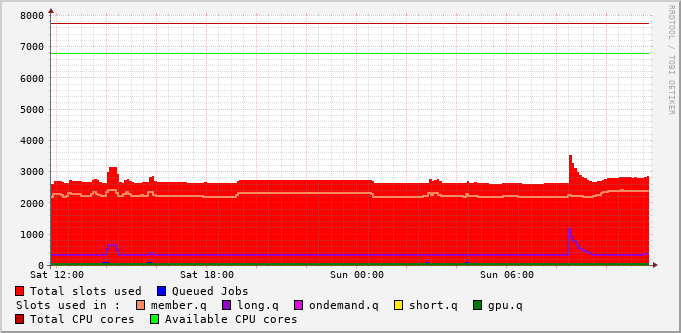 8000
7000
6000
5000
4000
3000
2000
1000
0
Sat 12:00 Sat 18:00 Sun 00:00 Sun 06:00
RRDTOOL / TOBI OETIKER
Total slots used Queued Jobs
Slots used in : member.q long.q ondemand.q short.q gpu.q
Total CPU cores Available CPU cores